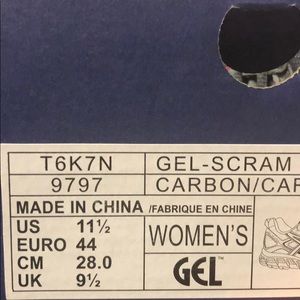 T6K7N GEL-SCRAM
9797 CARBON/CAR
MADE IN CHINA /FABRIQUE EN CHINE
US 11½
EURO 44
CM 28.0
UK 9½
WOMEN'S
GEL™